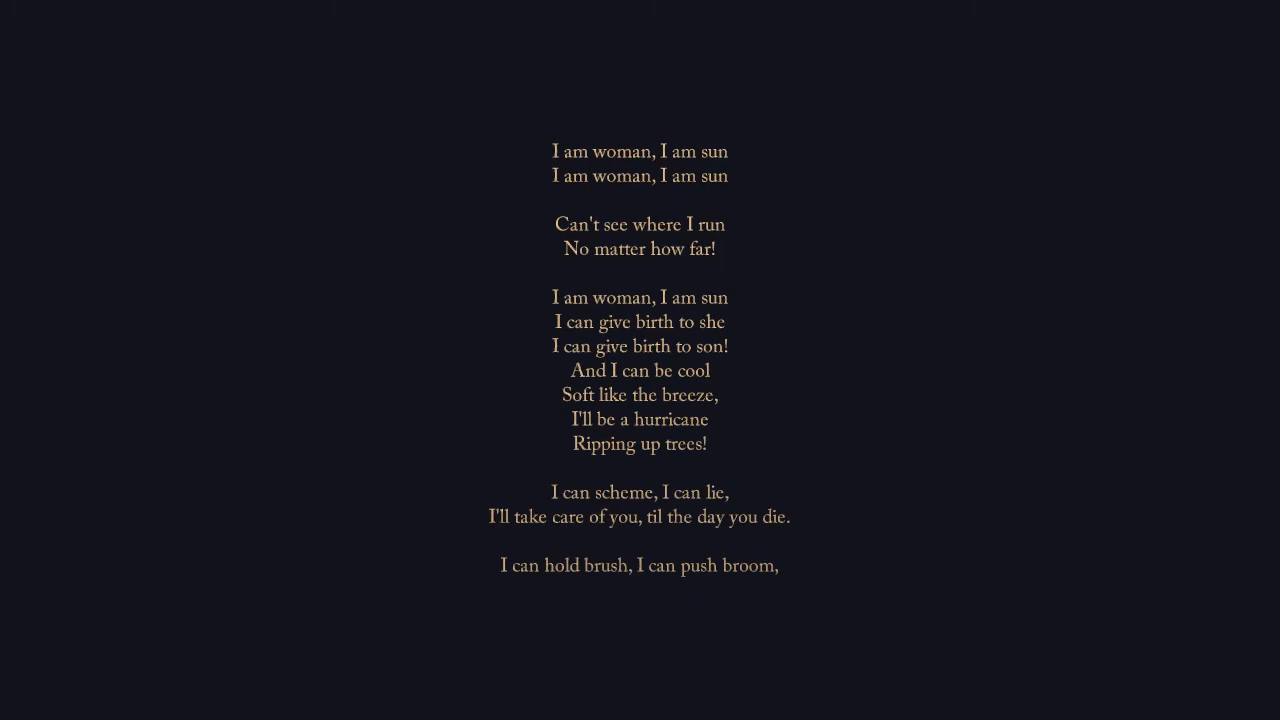 I am woman, I am sun
I am woman, I am sun
Can't see where I run
No matter how far!
I am woman, I am sun
I can give birth to she
I can give birth to son!
And I can be cool
Soft like the breeze,
I'll be a hurricane
Ripping up trees!
I can scheme, I can lie,
I'll take care of you, til the day you die.
I can hold brush, I can push broom,